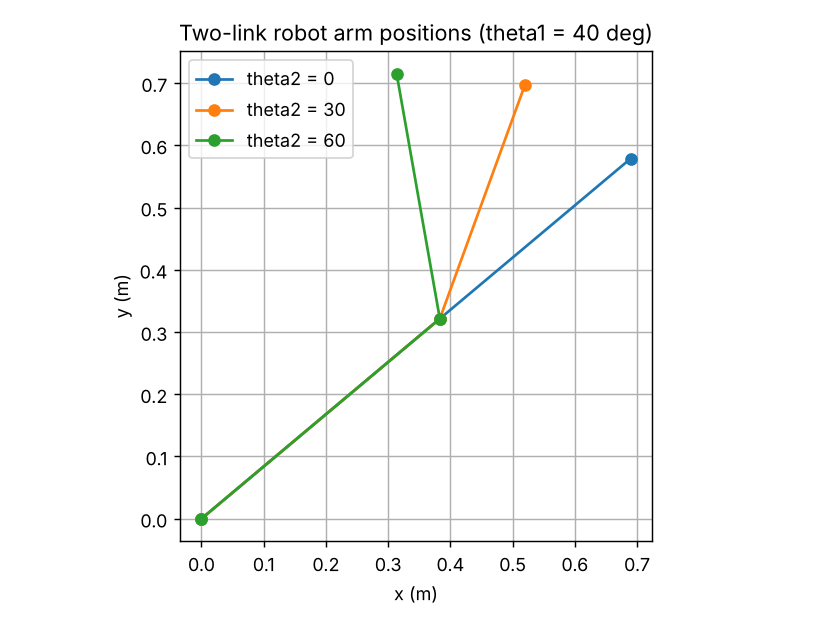 Two-link robot arm positions (theta1 = 40 deg)
theta2 = 0
theta2 = 30
theta2 = 60
y (m)
0.7
0.6
0.5
0.4
0.3
0.2
0.1
0.0
0.0 0.1 0.2 0.3 0.4 0.5 0.6 0.7
x (m)